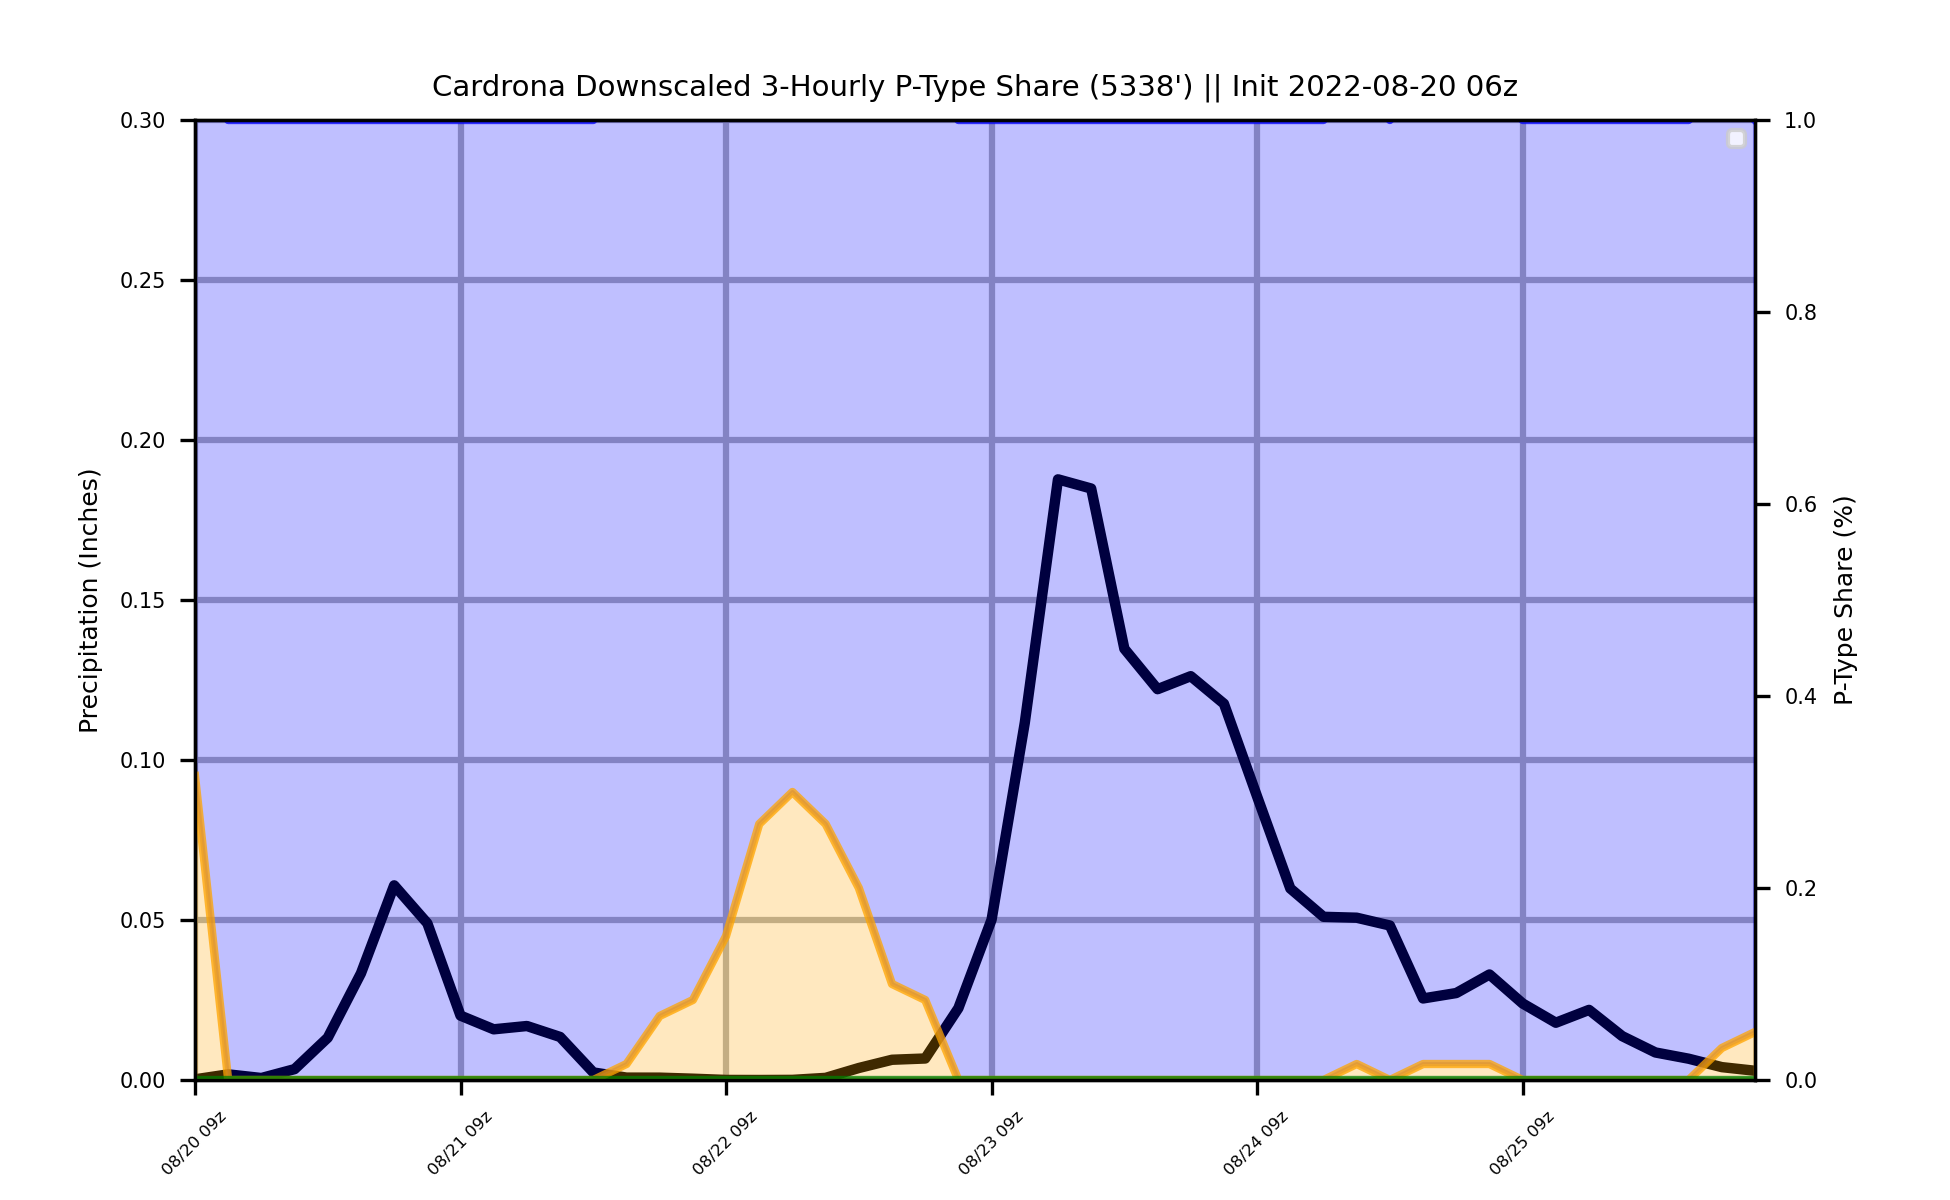 Cardrona Downscaled 3-Hourly P-Type Share (5338') || Init 2022-08-20 06z
0.30
0.25
0.20
0.15
0.10
0.05
0.00
Precipitation (Inches)
1.0
0.8
0.6
0.4
0.2
0.0
P-Type Share (%)
08/20 09z
08/21 09z
08/22 09z
08/23 09z
08/24 09z
08/25 09z